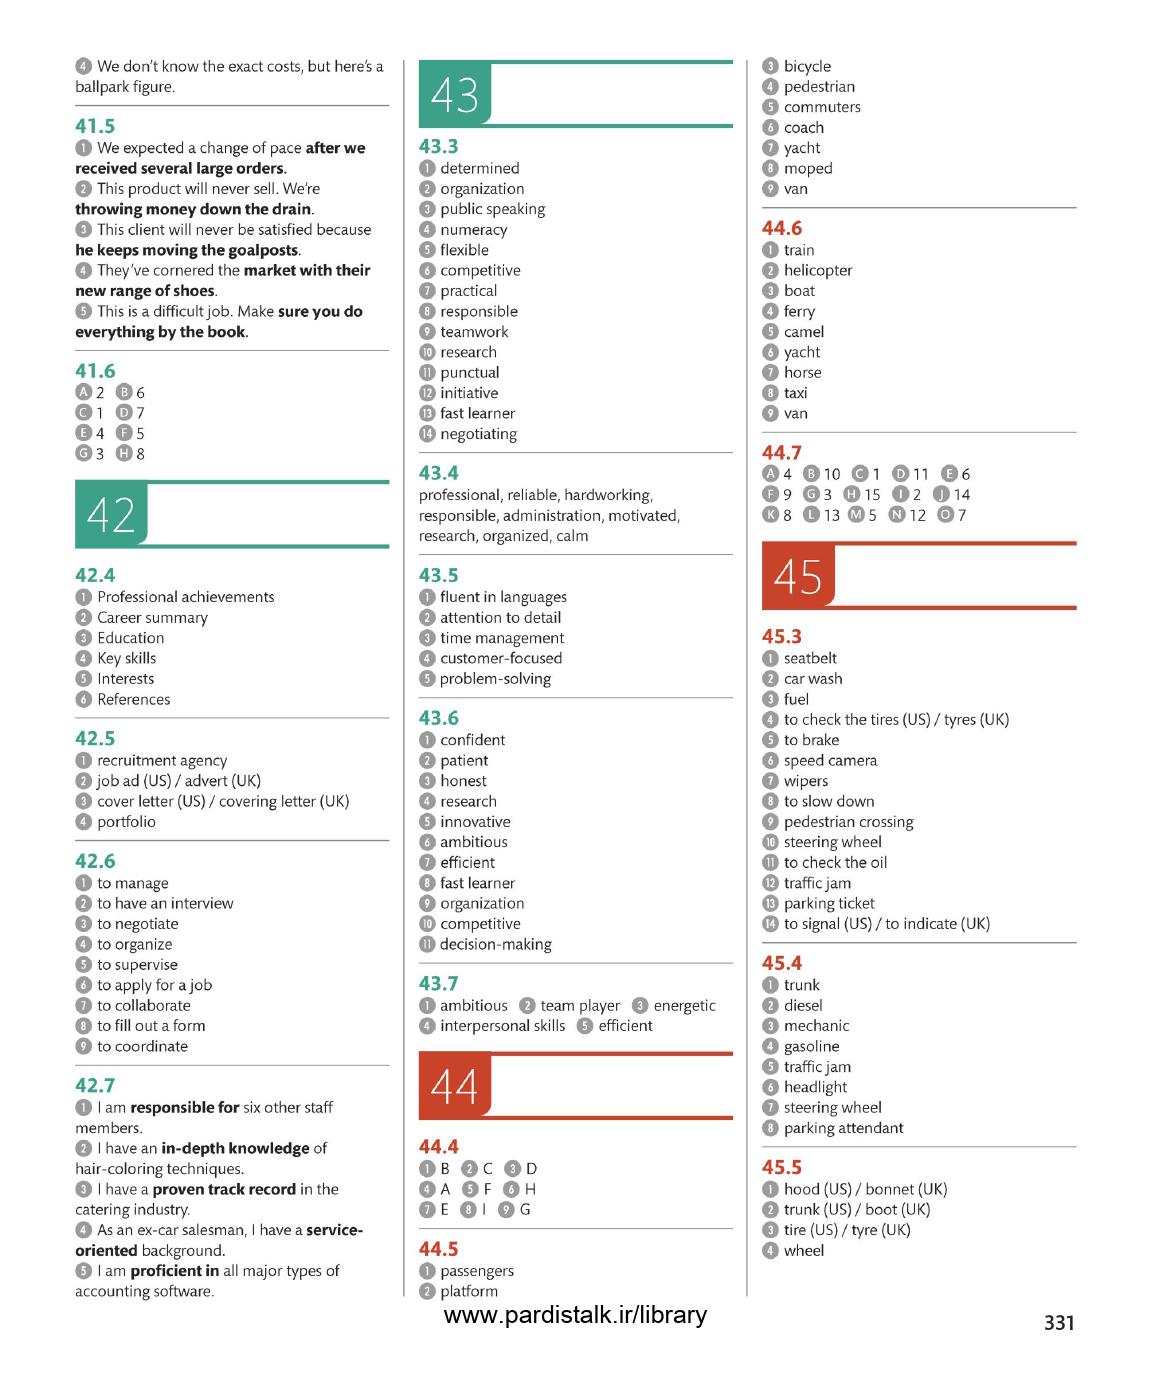 4 We don't know the exact costs, but here's a
ballpark figure.
41.5
1 We expected a change of pace after we
received several large orders.
2 This product will never sell. We're
throwing money down the drain.
3 This client will never be satisfied because
he keeps moving the goalposts.
4 They've cornered the market with their
new range of shoes.
5 This is a difficult job. Make sure you do
everything by the book.
41.6
A 2 B 6
C 1 D 7
E 4 F 5
G 3 H 8
42
42.4
1 Professional achievements
2 Career summary
3 Education
4 Key skills
5 Interests
6 References
42.5
1 recruitment agency
2 job ad (US) / advert (UK)
3 cover letter (US) / covering letter (UK)
4 portfolio
42.6
1 to manage
2 to have an interview
3 to negotiate
4 to organize
5 to supervise
6 to apply for a job
7 to collaborate
8 to fill out a form
9 to coordinate
42.7
1 I am responsible for six other staff
members.
2 I have an in-depth knowledge of
hair-coloring techniques.
3 I have a proven track record in the
catering industry.
4 As an ex-car salesman, I have a service-
oriented background.
5 I am proficient in all major types of
accounting software.
43
43.3
1 determined
2 organization
3 public speaking
4 numeracy
5 flexible
6 competitive
7 practical
8 responsible
9 teamwork
10 research
11 punctual
12 initiative
13 fast learner
14 negotiating
43.4
professional, reliable, hardworking,
responsible, administration, motivated,
research, organized, calm
43.5
1 fluent in languages
2 attention to detail
3 time management
4 customer-focused
5 problem-solving
43.6
1 confident
2 patient
3 honest
4 research
5 innovative
6 ambitious
7 efficient
8 fast learner
9 organization
10 competitive
11 decision-making
43.7
1 ambitious 2 team player 3 energetic
4 interpersonal skills 5 efficient
44
44.4
1 B 2 C 3 D
4 A 5 F 6 H
7 E 8 I 9 G
44.5
1 passengers
2 platform
3 bicycle
4 pedestrian
5 commuters
6 coach
7 yacht
8 moped
9 van
44.6
1 train
2 helicopter
3 boat
4 ferry
5 camel
6 yacht
7 horse
8 taxi
9 van
44.7
A 4 B 10 C 1 D 11 E 6
F 9 G 3 H 15 I 2 J 14
K 8 L 13 M 5 N 12 O 7
45
45.3
1 seatbelt
2 car wash
3 fuel
4 to check the tires (US) / tyres (UK)
5 to brake
6 speed camera
7 wipers
8 to slow down
9 pedestrian crossing
10 steering wheel
11 to check the oil
12 traffic jam
13 parking ticket
14 to signal (US) / to indicate (UK)
45.4
1 trunk
2 diesel
3 mechanic
4 gasoline
5 traffic jam
6 headlight
7 steering wheel
8 parking attendant
45.5
1 hood (US) / bonnet (UK)
2 trunk (US) / boot (UK)
3 tire (US) / tyre (UK)
4 wheel
www.pardistalk.ir/library
331